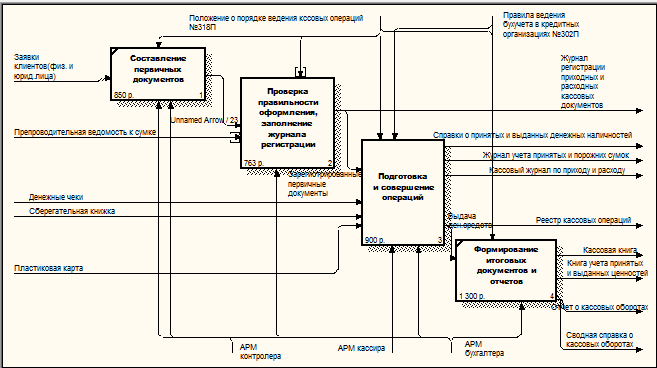 Положение о порядке ведения кссовых операций
№318П
Правила ведения
бухучета в кредитных
организациях №302П
Заявки
клиентов(физ. и
юрид.лица)
Составление
первичных
документов
850 р. 1
Журнал
регистрации
приходных и
расходных
кассовых
документов
Unnamed Arrow / 23
Проверка
правильности
оформления,
заполнение
журнала
регистрации
763 р. 2
Препроводительная ведомость к сумке
Справки о принятых и выданных денежных наличностей
Журнал учета принятых и порожних сумок
Кассовый журнал по приходу и расходу
Зарегистрированные
первичные
документы
Подготовка
и совершение
операций
900 р. 3
Денежные чеки
Сберегательная книжка
Выдача
ден средств
Реестр кассовых операций
Формирование
итоговых
документов и
отчетов
1 300 р. 4
Кассовая книга
Книга учета принятых
и выданных ценностей
Пластиковая карта
Отчет о кассовых оборотах
Сводная справка о
кассовых оборотах
АРМ
контролера
АРМ кассира
АРМ
бухгалтера